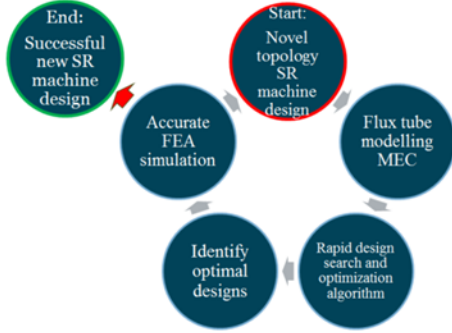 End:
Successful
new SR
machine
design
Start:
Novel
topology
SR
machine
design
Flux tube
modelling
MEC
Rapid design
search and
optimization
algorithm
Identify
optimal
designs
Accurate
FEA
simulation